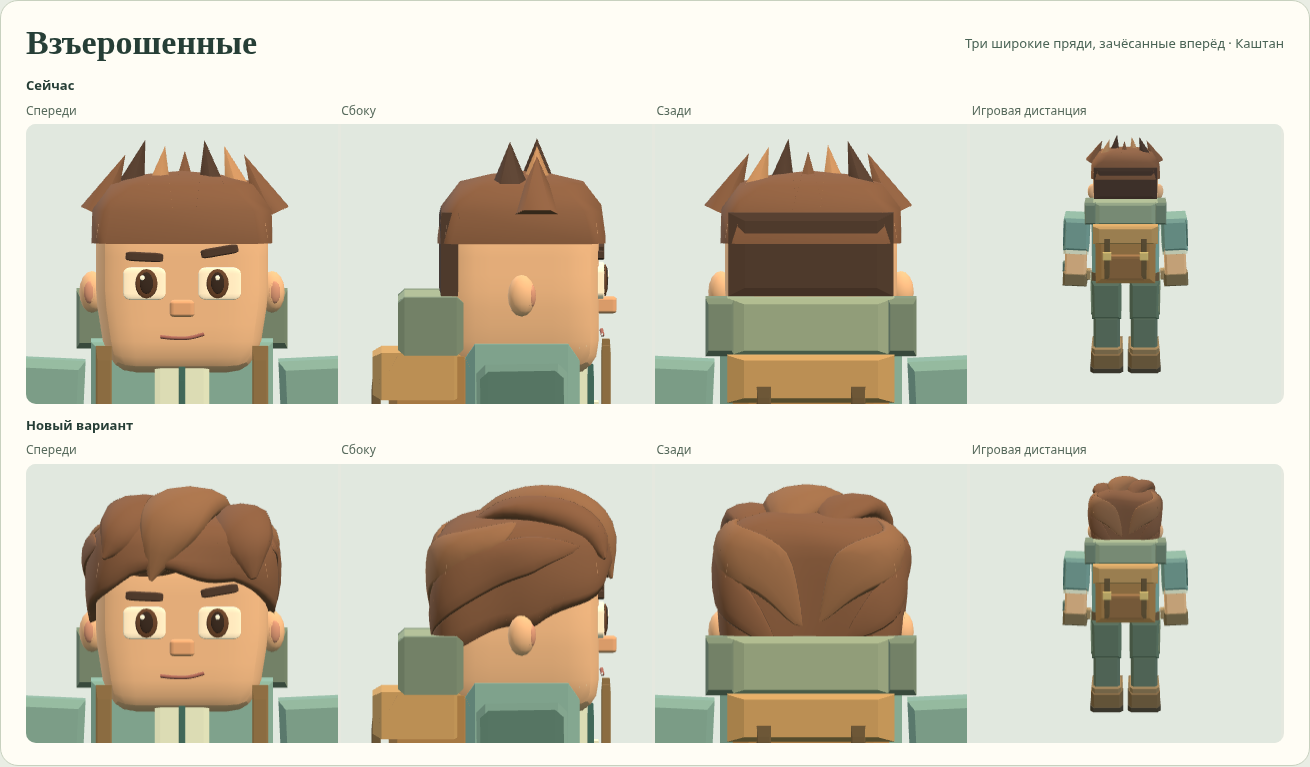 Взъерошенные
Три широкие пряди, зачёсанные вперёд · Каштан
Сейчас
Спереди Сбоку Сзади Игровая дистанция
Новый вариант
Спереди Сбоку Сзади Игровая дистанция